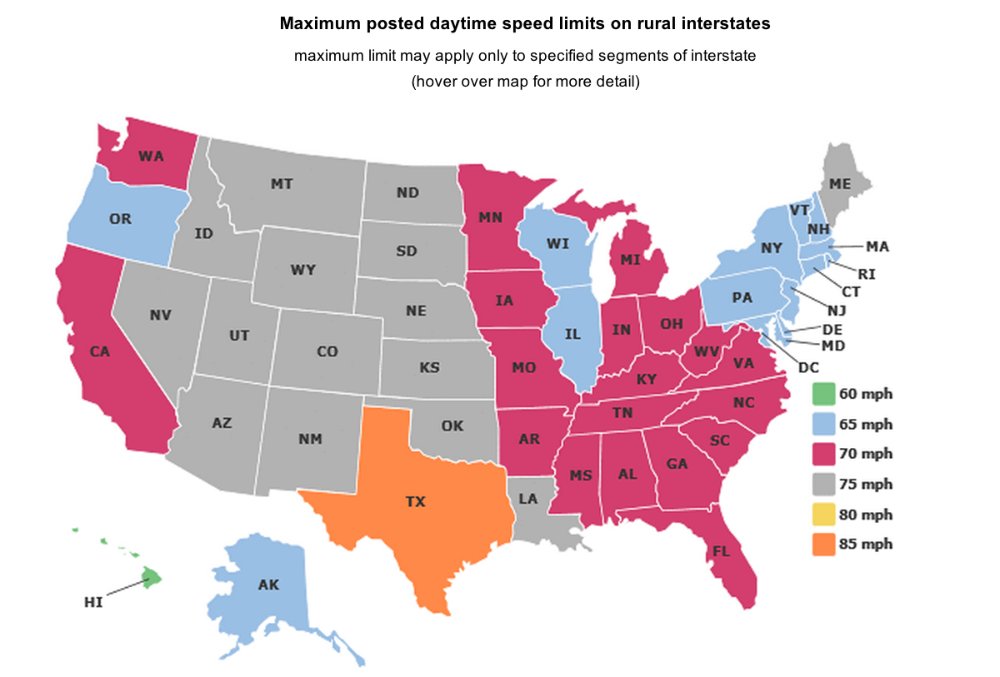 Maximum posted daytime speed limits on rural interstates
maximum limit may apply only to specified segments of interstate
(hover over map for more detail)
WA
MT
ND
MN
ME
VT
NH
OR
ID
SD
WI
MI
NY
MA
RI
CT
WY
NE
IA
PA
NJ
DE
MD
DC
NV
UT
CO
KS
MO
IL
IN
OH
WV
VA
KY
CA
AZ
NM
OK
AR
TN
NC
SC
MS
AL
GA
TX
LA
FL
HI
AK
60 mph
65 mph
70 mph
75 mph
80 mph
85 mph